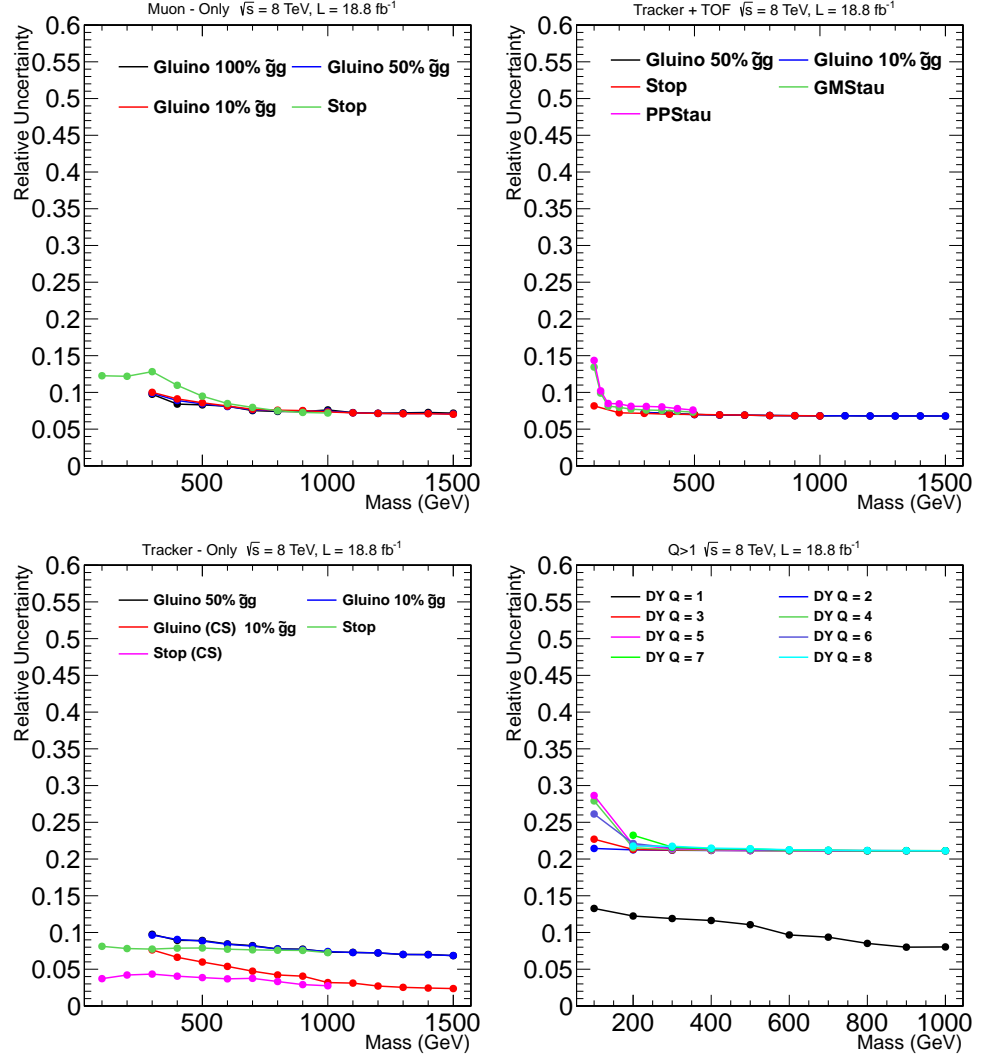 Muon - Only √s = 8 TeV, L = 18.8 fb⁻¹
Relative Uncertainty
0.6
0.55
0.5
0.45
0.4
0.35
0.3
0.25
0.2
0.15
0.1
0.05
0
Gluino 100% g̃g
Gluino 50% g̃g
Gluino 10% g̃g
Stop
500
1000
1500
Mass (GeV)
Tracker + TOF √s = 8 TeV, L = 18.8 fb⁻¹
Relative Uncertainty
0.6
0.55
0.5
0.45
0.4
0.35
0.3
0.25
0.2
0.15
0.1
0.05
0
Gluino 50% g̃g
Gluino 10% g̃g
Stop
GMStau
PPStau
500
1000
1500
Mass (GeV)
Tracker - Only √s = 8 TeV, L = 18.8 fb⁻¹
Relative Uncertainty
0.6
0.55
0.5
0.45
0.4
0.35
0.3
0.25
0.2
0.15
0.1
0.05
0
Gluino 50% g̃g
Gluino 10% g̃g
Gluino (CS) 10% g̃g
Stop
Stop (CS)
500
1000
1500
Mass (GeV)
Q>1 √s = 8 TeV, L = 18.8 fb⁻¹
Relative Uncertainty
0.6
0.55
0.5
0.45
0.4
0.35
0.3
0.25
0.2
0.15
0.1
0.05
0
DY Q = 1
DY Q = 2
DY Q = 3
DY Q = 4
DY Q = 5
DY Q = 6
DY Q = 7
DY Q = 8
200
400
600
800
1000
Mass (GeV)